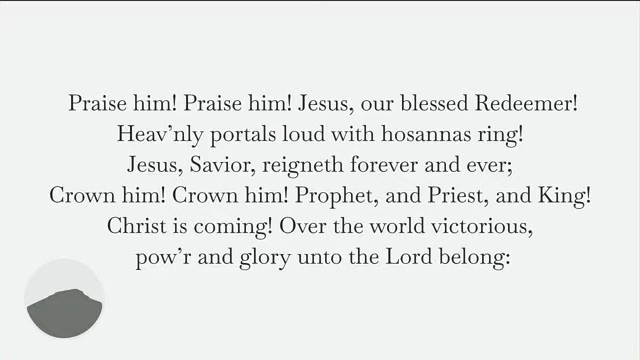 Praise him! Praise him! Jesus, our blessed Redeemer!
Heav’nly portals loud with hosannas ring!
Jesus, Savior, reigneth forever and ever;
Crown him! Crown him! Prophet, and Priest, and King!
Christ is coming! Over the world victorious,
pow’r and glory unto the Lord belong: